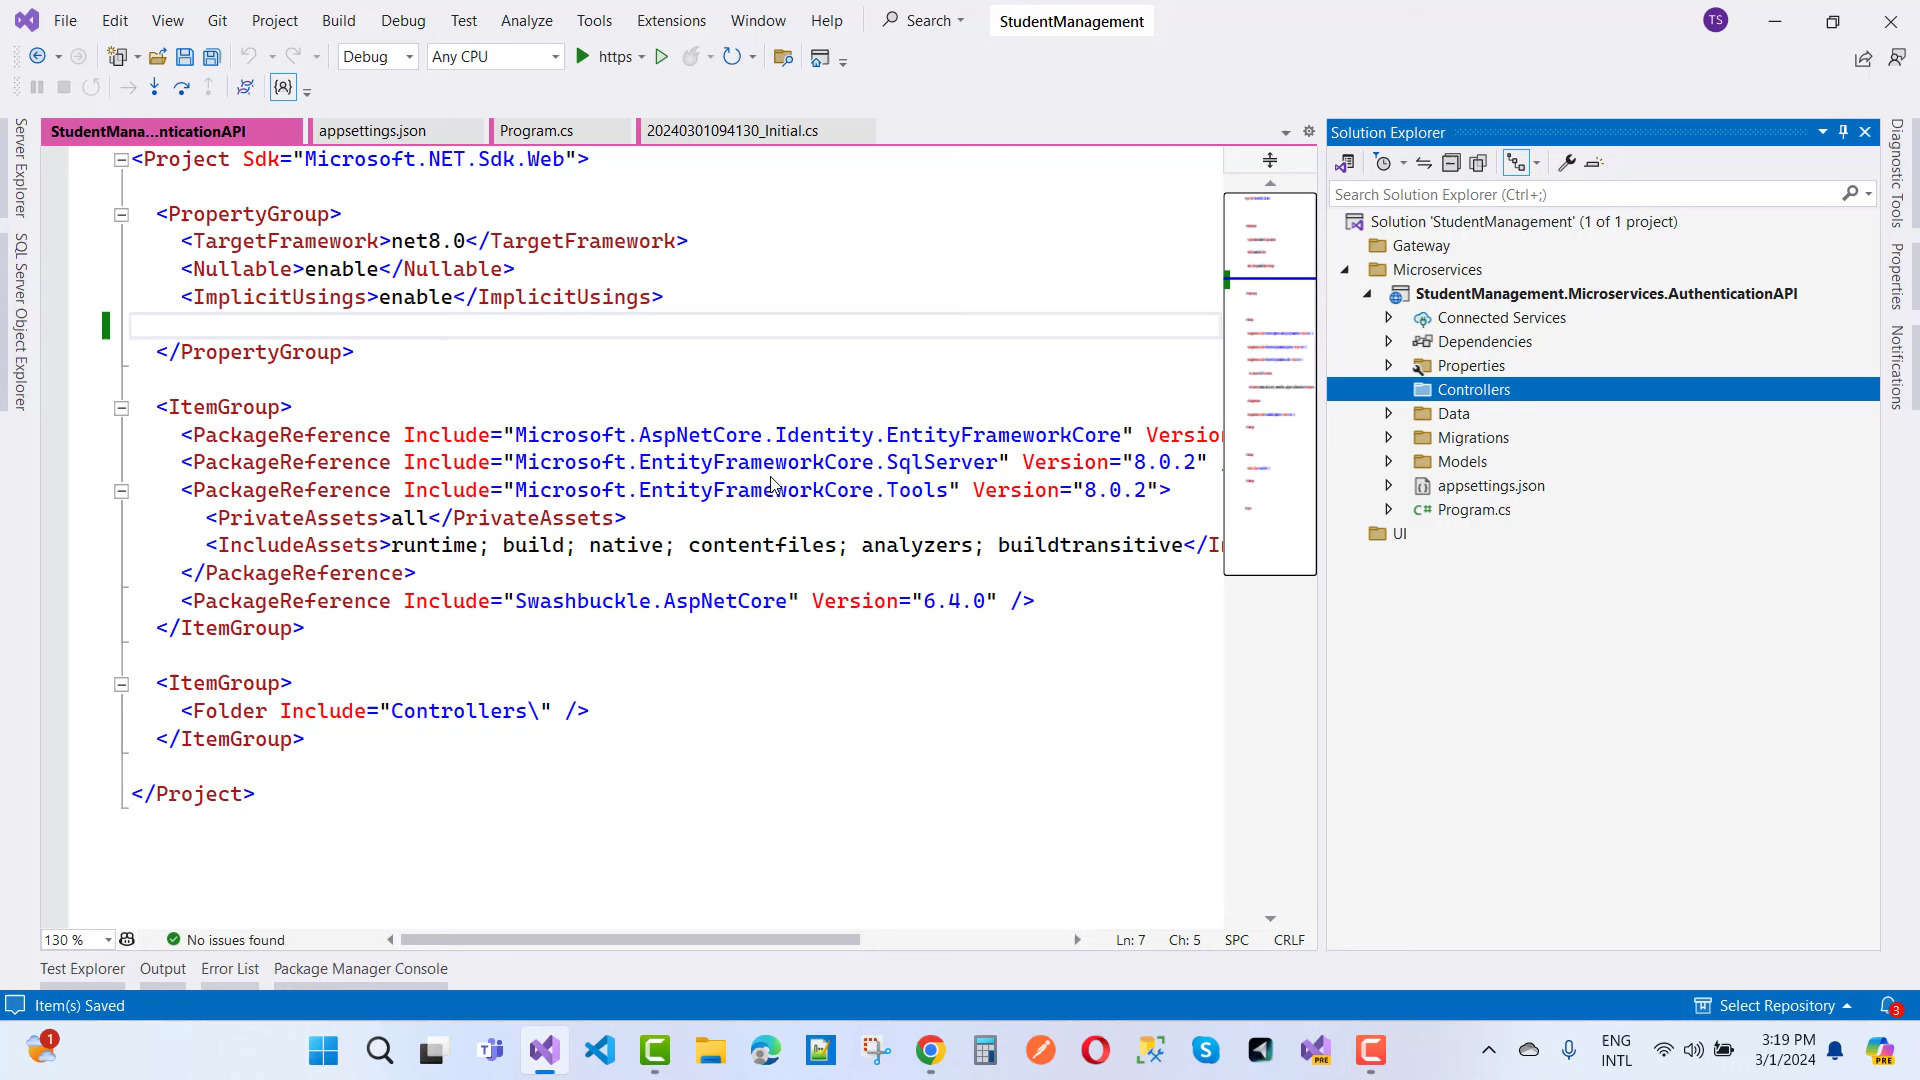 File Edit View Git Project Build Debug Test Analyze Tools Extensions Window Help Search StudentManagement TS
Debug Any CPU https
StudentMana...nticationAPI appsettings.json Program.cs 20240301094130_Initial.cs
<Project Sdk="Microsoft.NET.Sdk.Web">
<PropertyGroup>
<TargetFramework>net8.0</TargetFramework>
<Nullable>enable</Nullable>
<ImplicitUsings>enable</ImplicitUsings>
</PropertyGroup>
<ItemGroup>
<PackageReference Include="Microsoft.AspNetCore.Identity.EntityFrameworkCore" Versio
<PackageReference Include="Microsoft.EntityFrameworkCore.SqlServer" Version="8.0.2" /
<PackageReference Include="Microsoft.EntityFrameworkCore.Tools" Version="8.0.2">
<PrivateAssets>all</PrivateAssets>
<IncludeAssets>runtime; build; native; contentfiles; analyzers; buildtransitive</I
</PackageReference>
<PackageReference Include="Swashbuckle.AspNetCore" Version="6.4.0" />
</ItemGroup>
<ItemGroup>
<Folder Include="Controllers\" />
</ItemGroup>
</Project>
Server Explorer
SQL Server Object Explorer
130 % No issues found Ln: 7 Ch: 5 SPC CRLF
Solution Explorer
Search Solution Explorer (Ctrl+;)
Solution 'StudentManagement' (1 of 1 project)
Gateway
Microservices
StudentManagement.Microservices.AuthenticationAPI
Connected Services
Dependencies
Properties
Controllers
Data
Migrations
Models
appsettings.json
C# Program.cs
UI
Diagnostic Tools
Properties
Notifications
Test Explorer Output Error List Package Manager Console
Item(s) Saved Select Repository 3
1 PRE ENG 3:19 PM PRE
INTL 3/1/2024